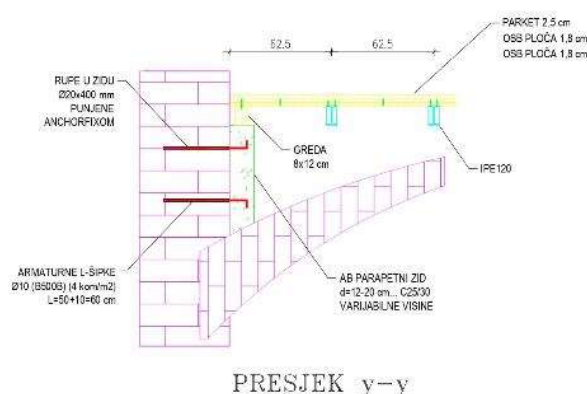 PARKET 2,5 cm
OSB PLOČA 1,8 cm
OSB PLOČA 1,8 cm
62.5 62.5
RUPE U ZIDU
Ø20x400 mm
PUNJENE
ANCHORFIXOM
GREDA
8x12 cm
IPE120
ARMATURNE L-ŠIPKE
Ø10 (B500B) (4 kom/m2)
L=50+10=60 cm
AB PARAPETNI ZID
d=12-20 cm... C25/30
VARIJABILNE VISINE
PRESJEK y-y